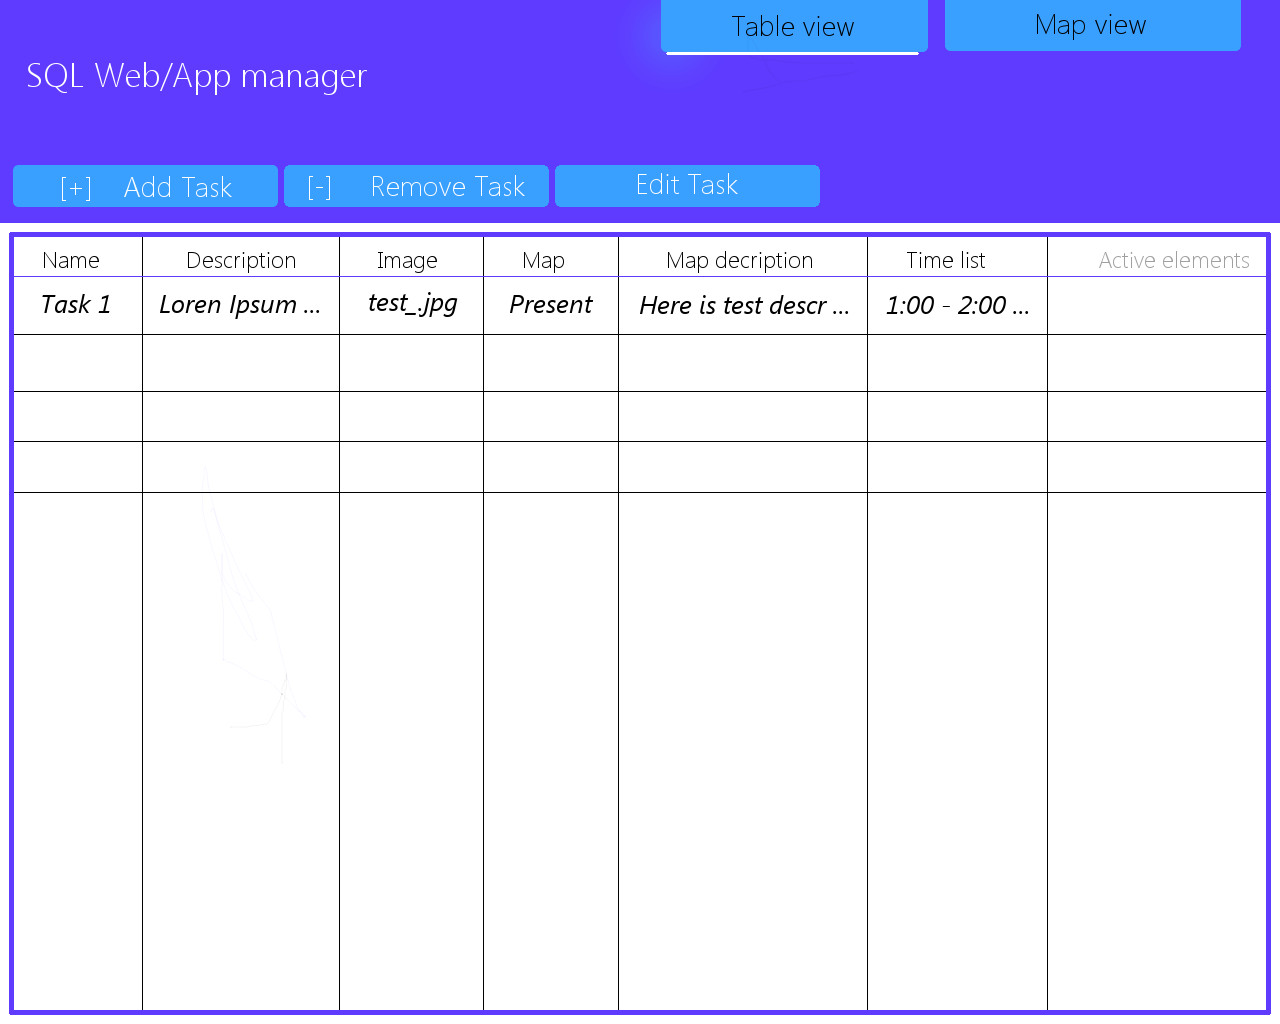 Table view
Map view
SQL Web/App manager
[+] Add Task
[-] Remove Task
Edit Task
Name
Description
Image
Map
Map decription
Time list
Active elements
Task 1
Loren Ipsum ...
test_.jpg
Present
Here is test descr ...
1:00 - 2:00 ...